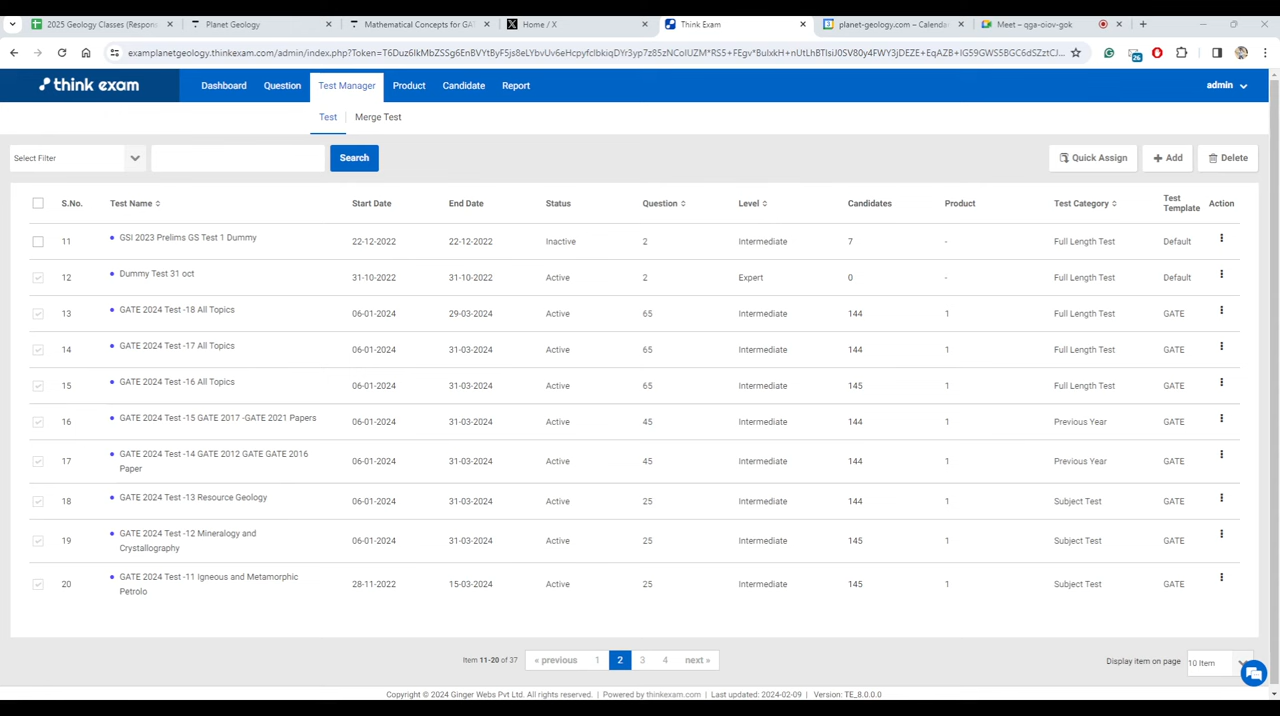 2025 Geology Classes (Respon
Planet Geology
Mathematical Concepts for GA
Home / X
Think Exam
planet-geology.com – Calenda
Meet – qga-oiov-gok
26
think exam
Dashboard
Question
Test Manager
Product
Candidate
Report
admin
Test
Merge Test
Select Filter
Search
Quick Assign
Add
Delete
S.No. Test Name Start Date End Date Status Question Level Candidates Product Test Category Test Template Action
11 GSI 2023 Prelims GS Test 1 Dummy 22-12-2022 22-12-2022 Inactive 2 Intermediate 7 - Full Length Test Default
12 Dummy Test 31 oct 31-10-2022 31-10-2022 Active 2 Expert 0 - Full Length Test Default
13 GATE 2024 Test -18 All Topics 06-01-2024 29-03-2024 Active 65 Intermediate 144 1 Full Length Test GATE
14 GATE 2024 Test -17 All Topics 06-01-2024 31-03-2024 Active 65 Intermediate 144 1 Full Length Test GATE
15 GATE 2024 Test -16 All Topics 06-01-2024 31-03-2024 Active 65 Intermediate 145 1 Full Length Test GATE
16 GATE 2024 Test -15 GATE 2017 -GATE 2021 Papers 06-01-2024 31-03-2024 Active 45 Intermediate 144 1 Previous Year GATE
17 GATE 2024 Test -14 GATE 2012 GATE GATE 2016 Paper 06-01-2024 31-03-2024 Active 45 Intermediate 144 1 Previous Year GATE
18 GATE 2024 Test -13 Resource Geology 06-01-2024 31-03-2024 Active 25 Intermediate 144 1 Subject Test GATE
19 GATE 2024 Test -12 Mineralogy and Crystallography 06-01-2024 31-03-2024 Active 25 Intermediate 145 1 Subject Test GATE
20 GATE 2024 Test -11 Igneous and Metamorphic Petrolo 28-11-2022 15-03-2024 Active 25 Intermediate 145 1 Subject Test GATE
Item 11-20 of 37
« previous 1 2 3 4 next »
Display item on page 10 Item
Copyright © 2024 Ginger Webs Pvt Ltd. All rights reserved. | Powered by thinkexam.com | Last updated: 2024-02-09 | Version: TE_8.0.0.0